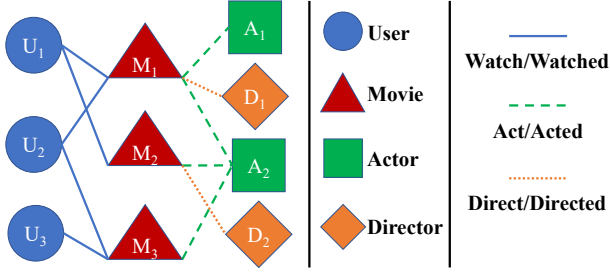 U1
U2
U3
M1
M2
M3
A1
D1
A2
D2
User
Movie
Actor
Director
Watch/Watched
Act/Acted
Direct/Directed